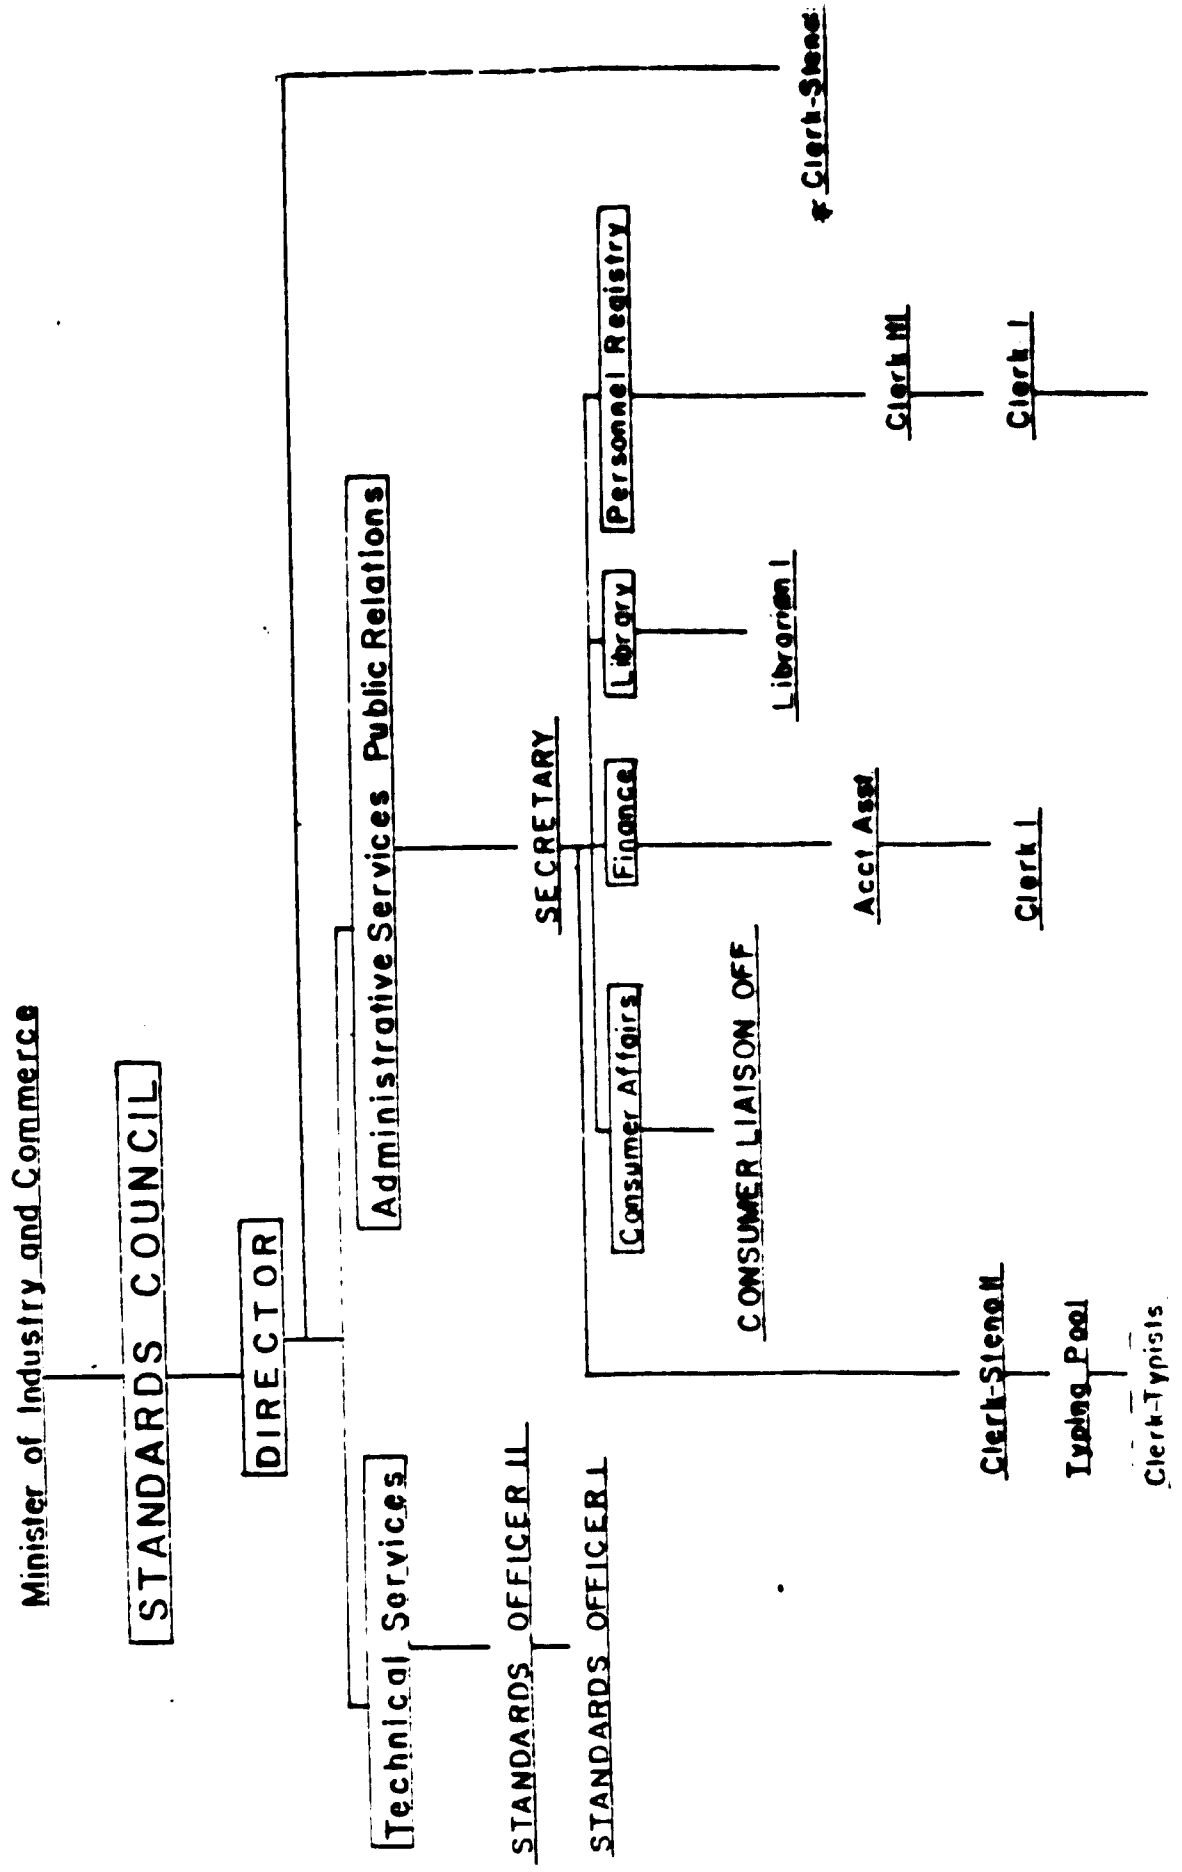 Minister of Industry and Commerce
STANDARDS COUNCIL
DIRECTOR
Technical Services
Administrative Services Public Relations
STANDARDS OFFICER II
STANDARDS OFFICER I
SECRETARY
Consumer Affairs
Finance
Library
Personnel Registry
CONSUMER LIAISON OFF
Librarian I
* Clerk-Steno
Acct Asst
Clerk III
Clerk-Steno II
Clerk I
Clerk I
Typing Pool
Clerk-Typists